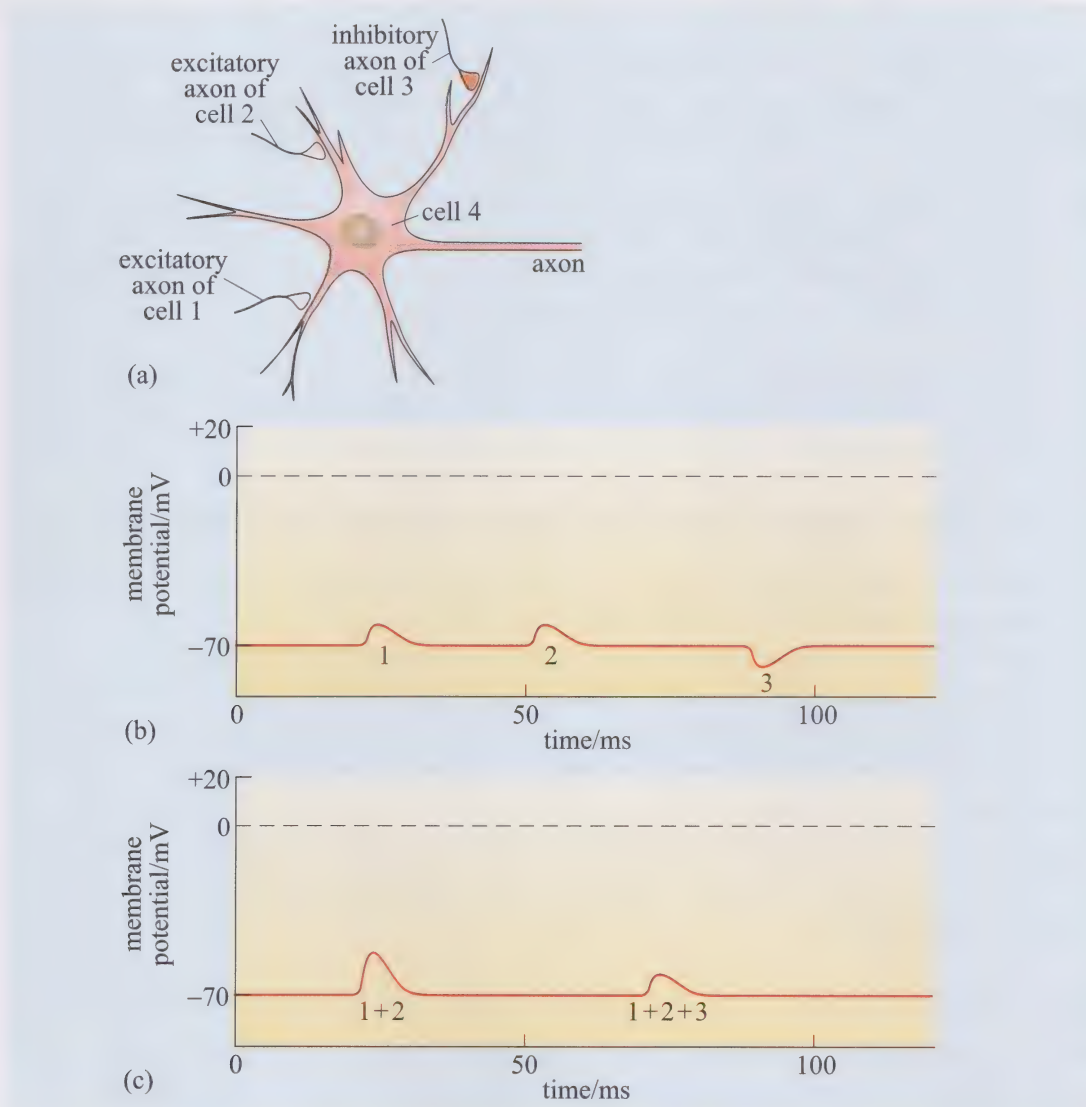 inhibitory
axon of
cell 3
excitatory
axon of
cell 2
cell 4
axon
excitatory
axon of
cell 1
(a)
+20
0
membrane
potential/mV
−70
1
2
3
0
50
100
time/ms
(b)
+20
0
membrane
potential/mV
−70
1+2
1+2+3
0
50
100
time/ms
(c)